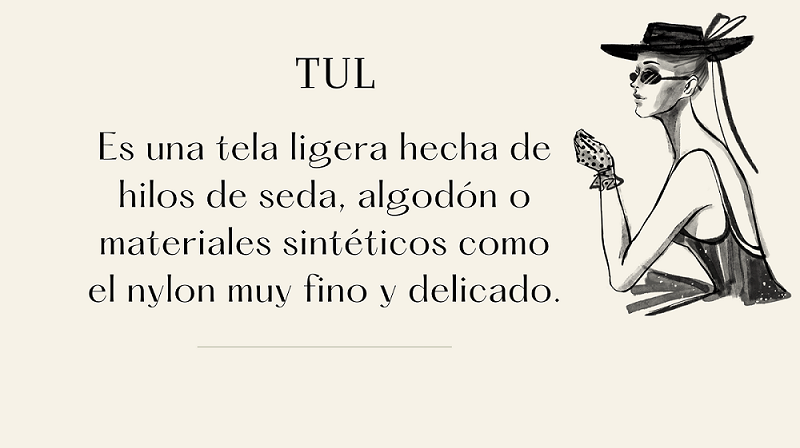 TUL
Es una tela ligera hecha de
hilos de seda, algodón o
materiales sintéticos como
el nylon muy fino y delicado.